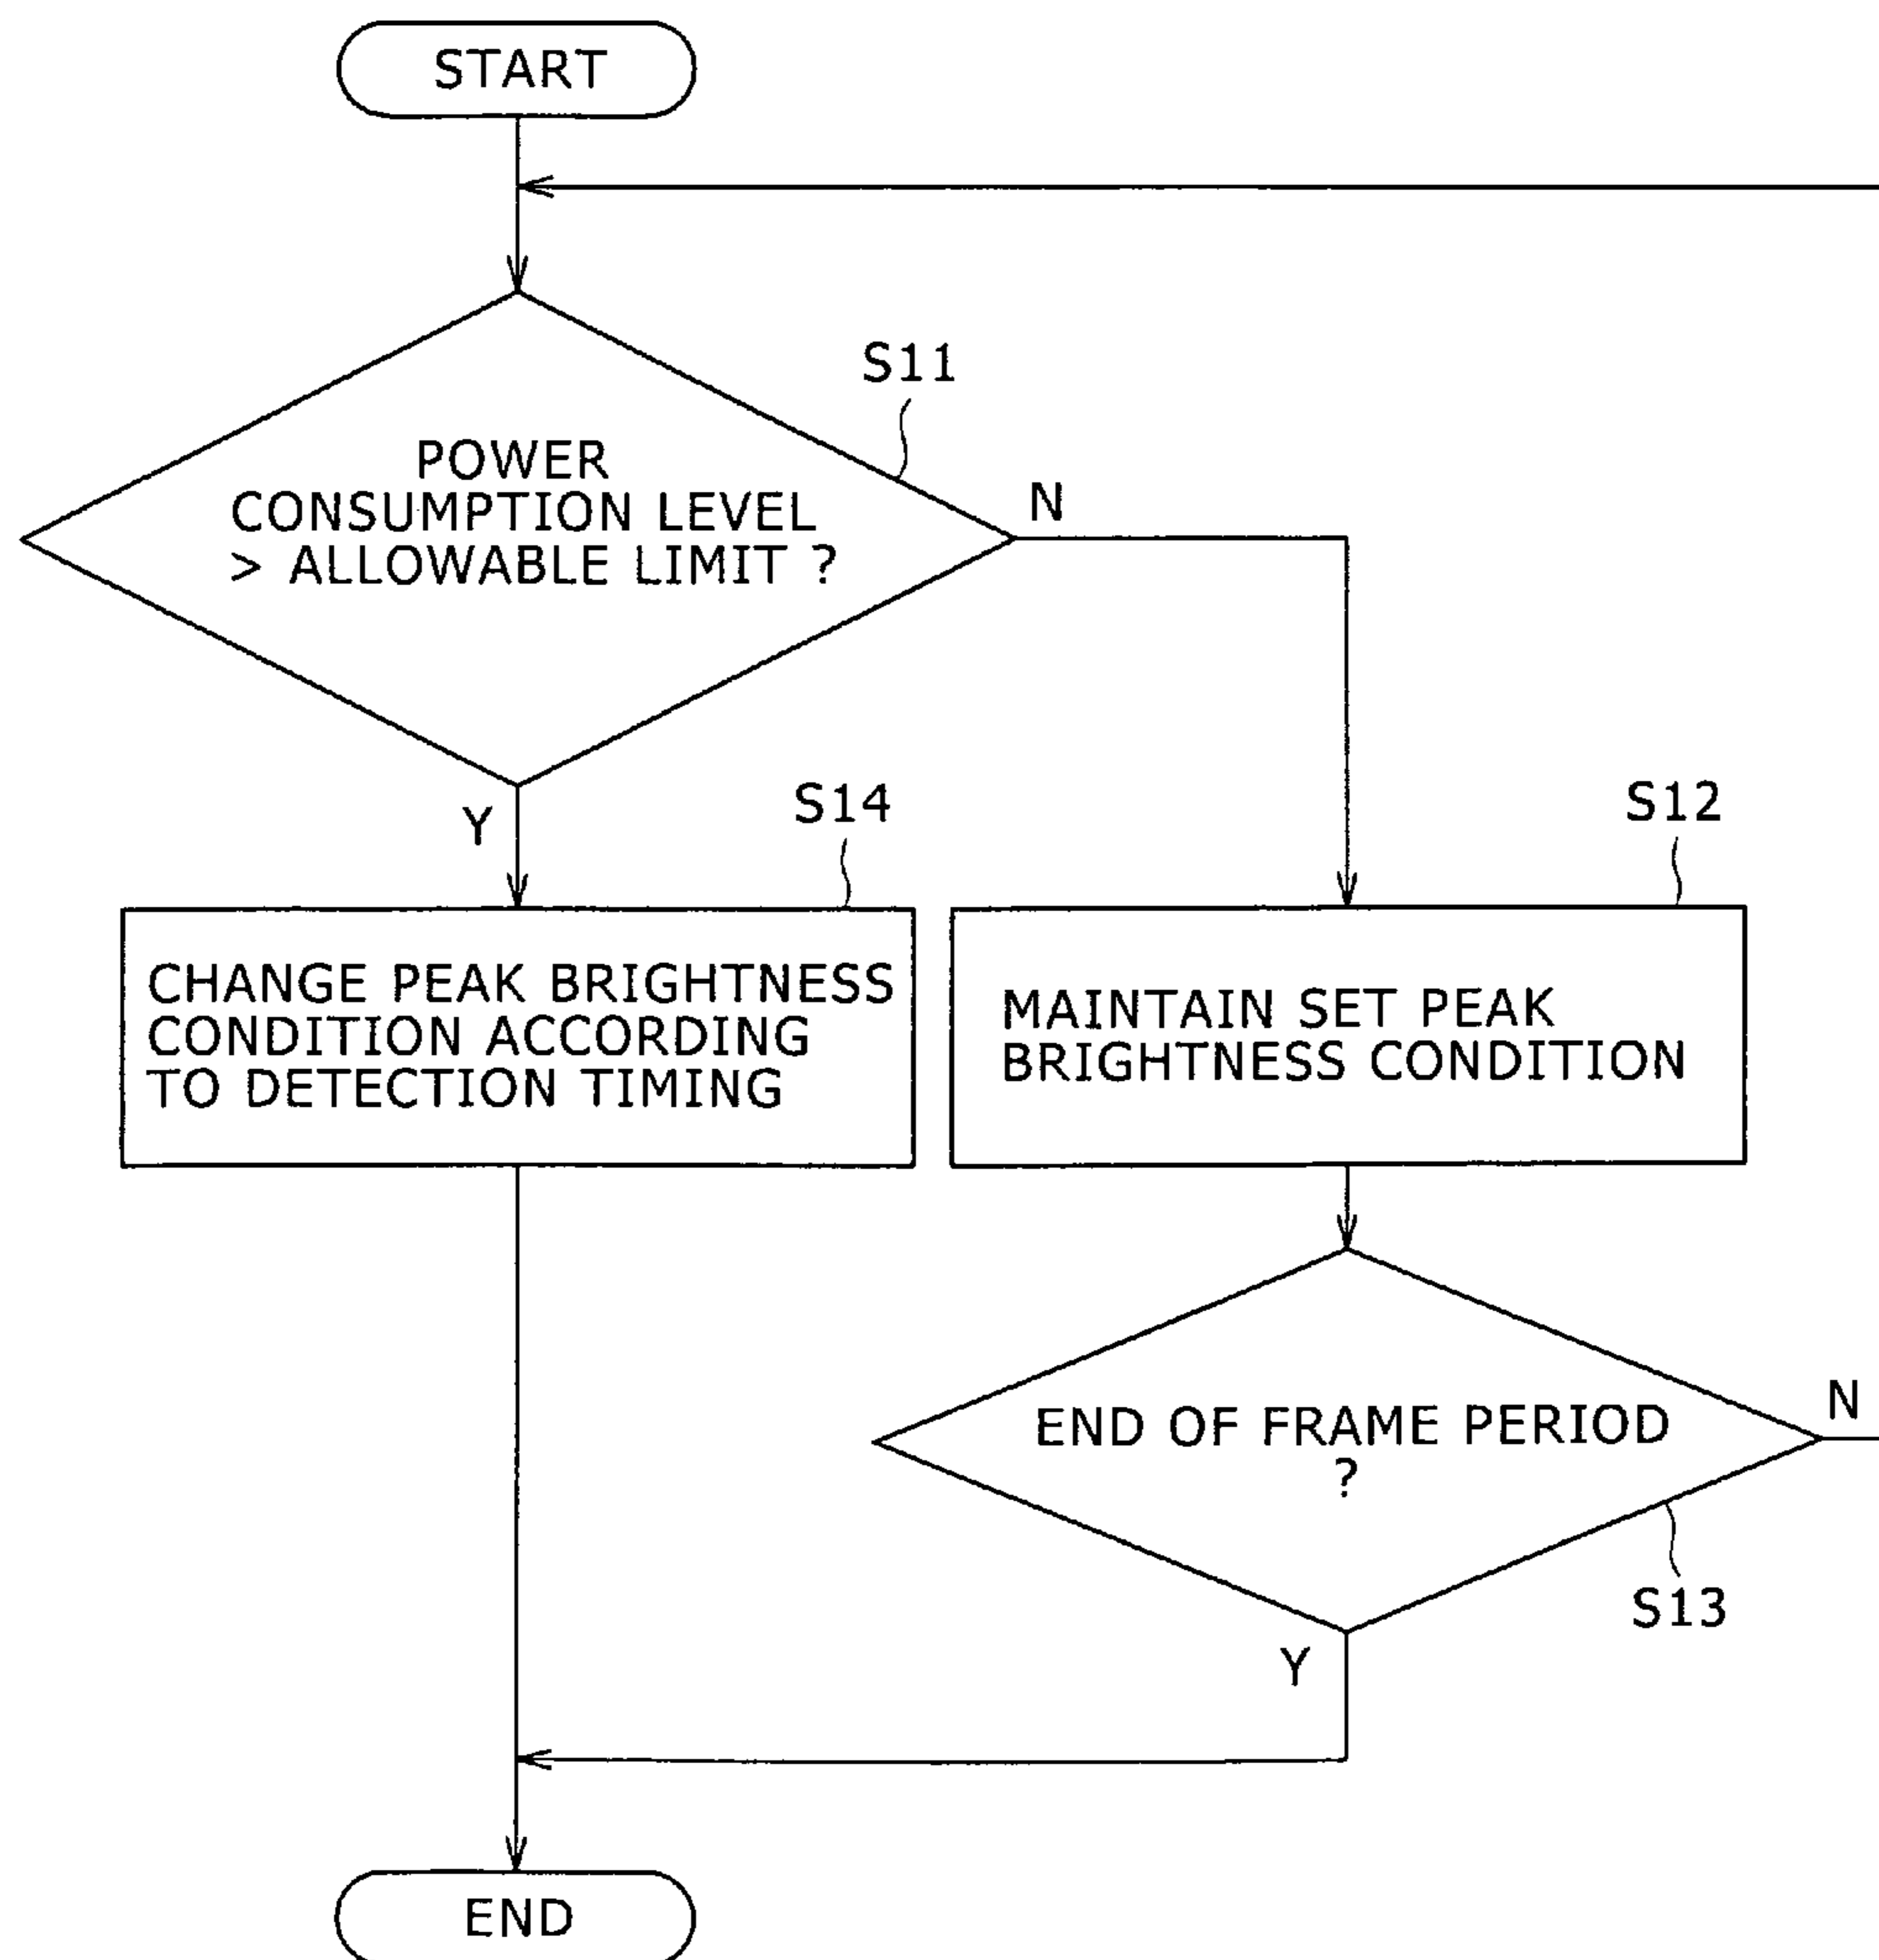 START
S11
POWER
CONSUMPTION LEVEL
> ALLOWABLE LIMIT ?
N
Y
S14
S12
CHANGE PEAK BRIGHTNESS
CONDITION ACCORDING
TO DETECTION TIMING
MAINTAIN SET PEAK
BRIGHTNESS CONDITION
END OF FRAME PERIOD
?
N
S13
Y
END